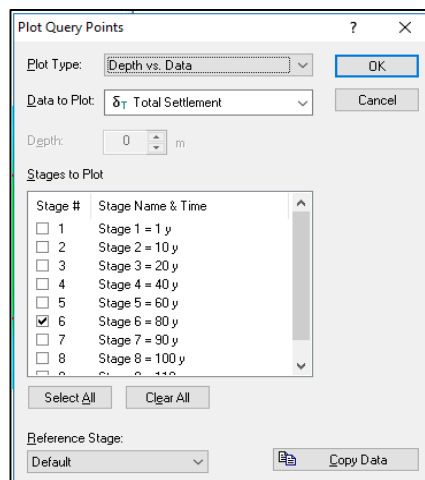 Plot Query Points ? ×
Plot Type: Depth vs. Data OK
Data to Plot: δT Total Settlement Cancel
Depth: 0 m
Stages to Plot
Stage # Stage Name & Time
1 Stage 1 = 1 y
2 Stage 2 = 10 y
3 Stage 3 = 20 y
4 Stage 4 = 40 y
5 Stage 5 = 60 y
6 Stage 6 = 80 y
7 Stage 7 = 90 y
8 Stage 8 = 100 y
Select All Clear All
Reference Stage:
Default Copy Data